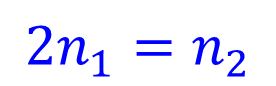 2n₁ = n₂